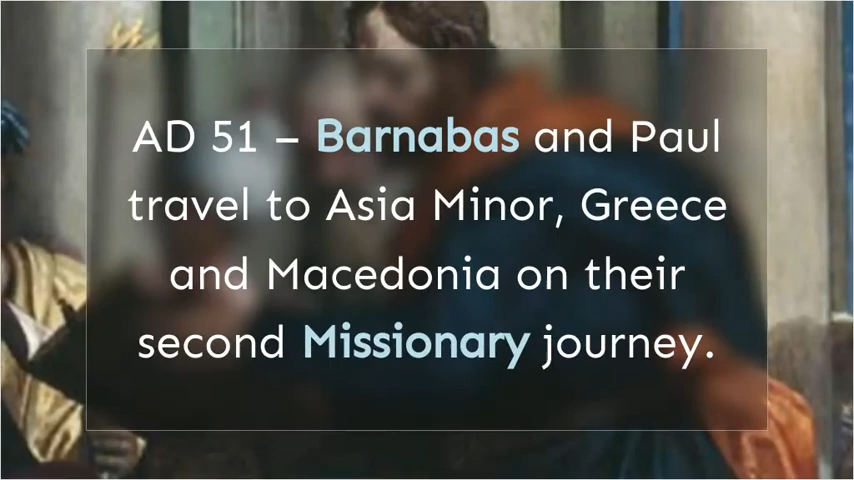 AD 51 – Barnabas and Paul
travel to Asia Minor, Greece
and Macedonia on their
second Missionary journey.